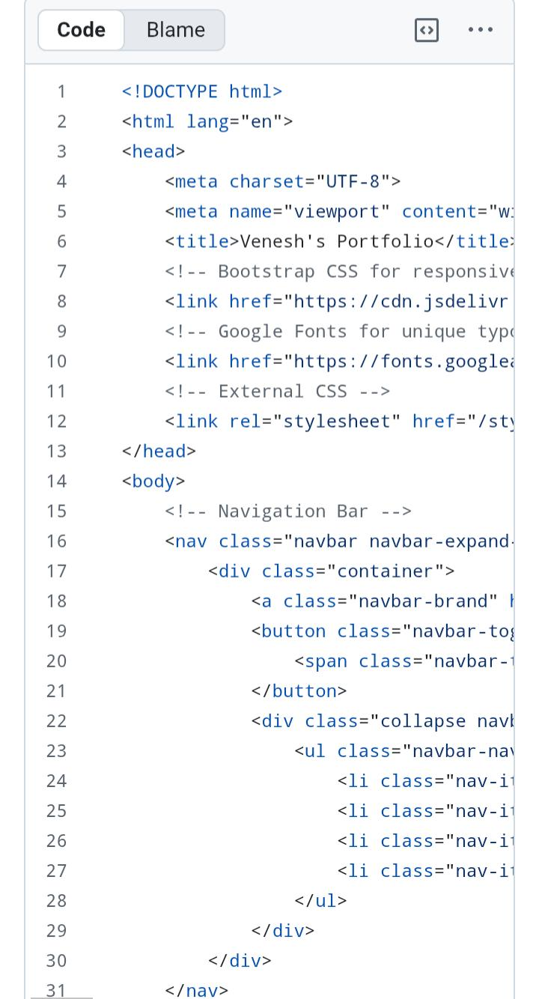 Code Blame
1 <!DOCTYPE html>
2 <html lang="en">
3 <head>
4 <meta charset="UTF-8">
5 <meta name="viewport" content="wi
6 <title>Venesh's Portfolio</title>
7 <!-- Bootstrap CSS for responsive
8 <link href="https://cdn.jsdelivr
9 <!-- Google Fonts for unique typo
10 <link href="https://fonts.googlea
11 <!-- External CSS -->
12 <link rel="stylesheet" href="/sty
13 </head>
14 <body>
15 <!-- Navigation Bar -->
16 <nav class="navbar navbar-expand-
17 <div class="container">
18 <a class="navbar-brand" h
19 <button class="navbar-tog
20 <span class="navbar-t
21 </button>
22 <div class="collapse navb
23 <ul class="navbar-nav
24 <li class="nav-it
25 <li class="nav-it
26 <li class="nav-it
27 <li class="nav-it
28 </ul>
29 </div>
30 </div>
31 </nav>